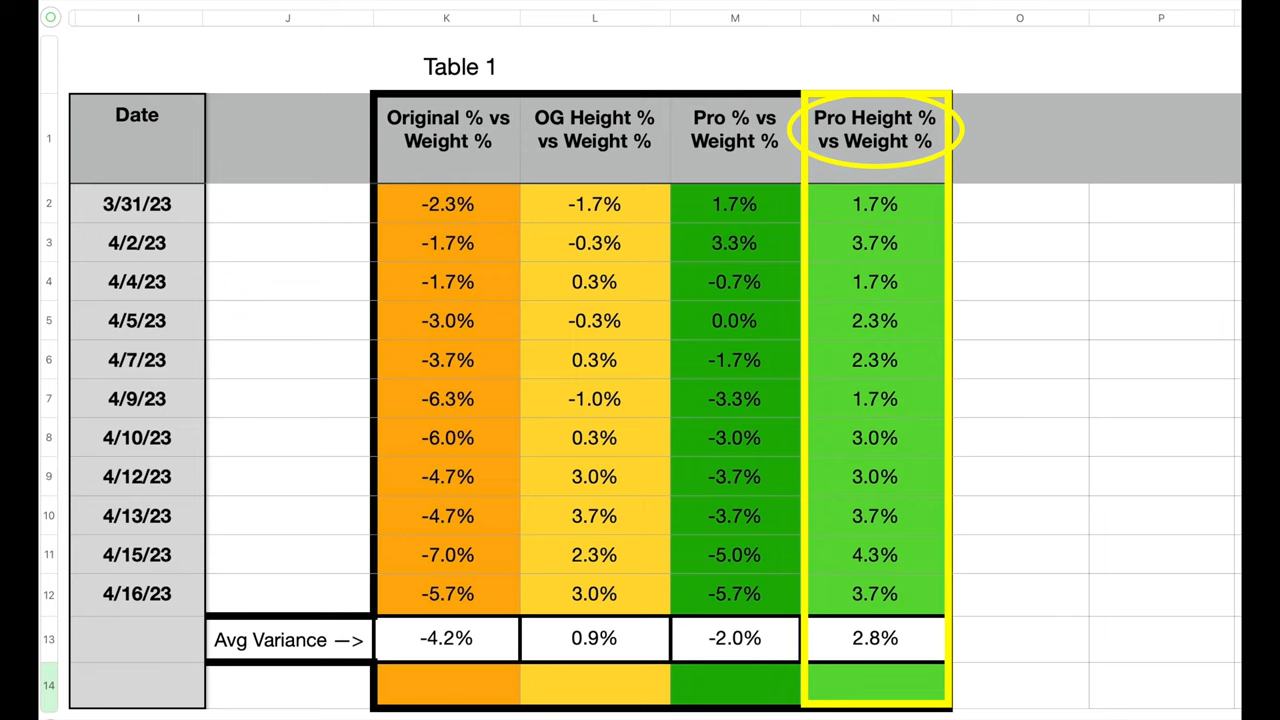 I J K L M N O P
Table 1
1 Date Original % vs Weight % OG Height % vs Weight % Pro % vs Weight % Pro Height % vs Weight %
2 3/31/23 -2.3% -1.7% 1.7% 1.7%
3 4/2/23 -1.7% -0.3% 3.3% 3.7%
4 4/4/23 -1.7% 0.3% -0.7% 1.7%
5 4/5/23 -3.0% -0.3% 0.0% 2.3%
6 4/7/23 -3.7% 0.3% -1.7% 2.3%
7 4/9/23 -6.3% -1.0% -3.3% 1.7%
8 4/10/23 -6.0% 0.3% -3.0% 3.0%
9 4/12/23 -4.7% 3.0% -3.7% 3.0%
10 4/13/23 -4.7% 3.7% -3.7% 3.7%
11 4/15/23 -7.0% 2.3% -5.0% 4.3%
12 4/16/23 -5.7% 3.0% -5.7% 3.7%
13 Avg Variance —> -4.2% 0.9% -2.0% 2.8%
14